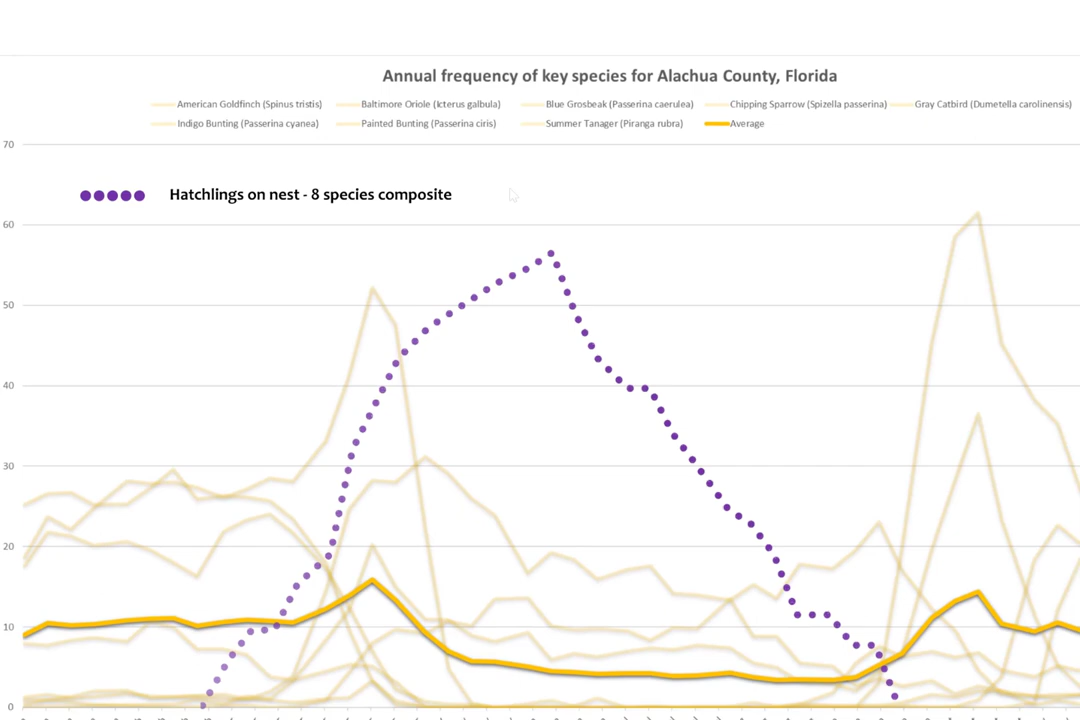 Annual frequency of key species for Alachua County, Florida
American Goldfinch (Spinus tristis) Baltimore Oriole (Icterus galbula) Blue Grosbeak (Passerina caerulea) Chipping Sparrow (Spizella passerina) Gray Catbird (Dumetella carolinensis)
Indigo Bunting (Passerina cyanea) Painted Bunting (Passerina ciris) Summer Tanager (Piranga rubra) Average
70
Hatchlings on nest - 8 species composite
60
50
40
30
20
10
0